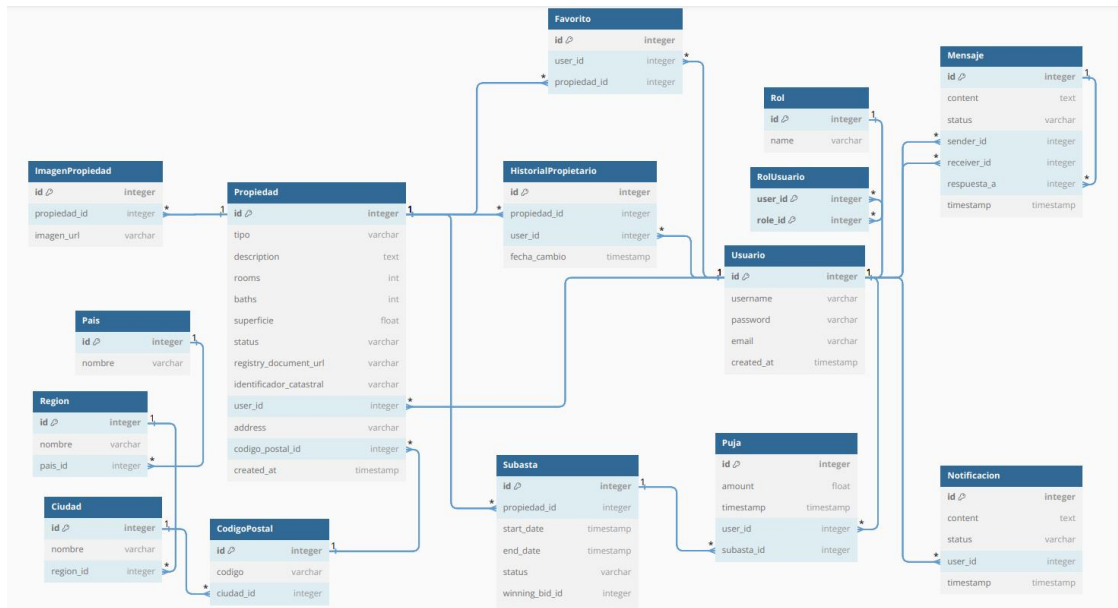 Favorito
id integer
user_id integer
propiedad_id integer
Mensaje
id integer
content text
status varchar
sender_id integer
receiver_id integer
respuesta_a integer
timestamp timestamp
Rol
id integer
name varchar
ImagenPropiedad
id integer
propiedad_id integer
imagen_url varchar
Propiedad
id integer
tipo varchar
description text
rooms int
baths int
superficie float
status varchar
registry_document_url varchar
identificador_catastral varchar
user_id integer
address varchar
codigo_postal_id integer
created_at timestamp
HistorialPropietario
id integer
propiedad_id integer
user_id integer
fecha_cambio timestamp
RolUsuario
user_id integer
role_id integer
Usuario
id integer
username varchar
password varchar
email varchar
created_at timestamp
Pais
id integer
nombre varchar
Region
id integer
nombre varchar
pais_id integer
Ciudad
id integer
nombre varchar
region_id integer
CodigoPostal
id integer
codigo varchar
ciudad_id integer
Subasta
id integer
propiedad_id integer
start_date timestamp
end_date timestamp
status varchar
winning_bid_id integer
Puja
id integer
amount float
timestamp timestamp
user_id integer
subasta_id integer
Notificacion
id integer
content text
status varchar
user_id integer
timestamp timestamp